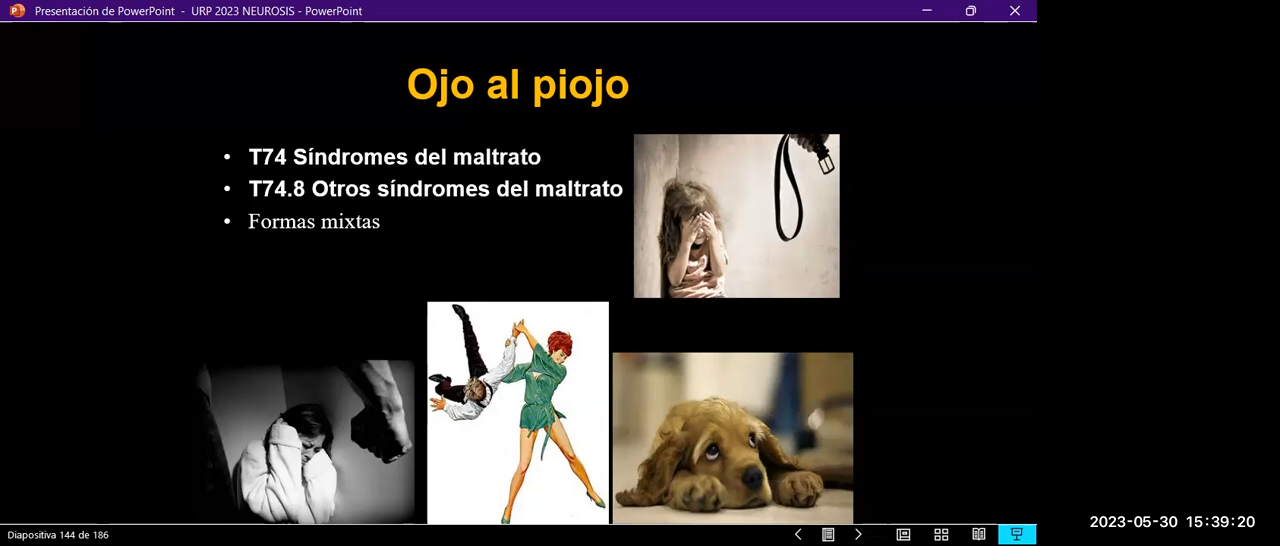 Presentación de PowerPoint - URP 2023 NEUROSIS - PowerPoint
Ojo al piojo
• T74 Síndromes del maltrato
• T74.8 Otros síndromes del maltrato
• Formas mixtas
Diapositiva 144 de 186
2023-05-30 15:39:20